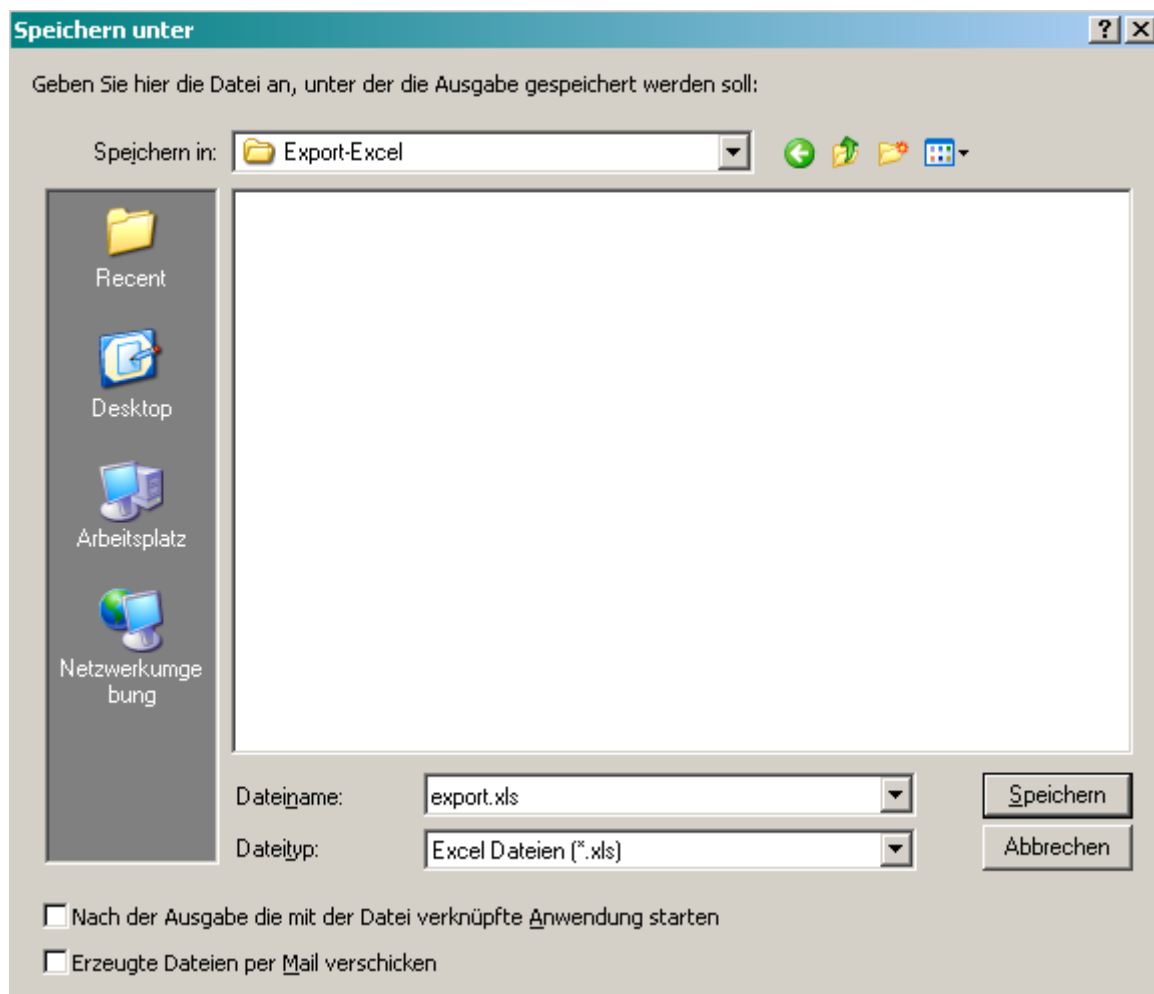 Speichern unter
Geben Sie hier die Datei an, unter der die Ausgabe gespeichert werden soll:
Speichern in:
Export-Excel
Recent
Desktop
Arbeitsplatz
Netzwerkumge
bung
Dateiname:
export.xls
Speichern
Dateityp:
Excel Dateien (*.xls)
Abbrechen
Nach der Ausgabe die mit der Datei verknüpfte Anwendung starten
Erzeugte Dateien per Mail verschicken